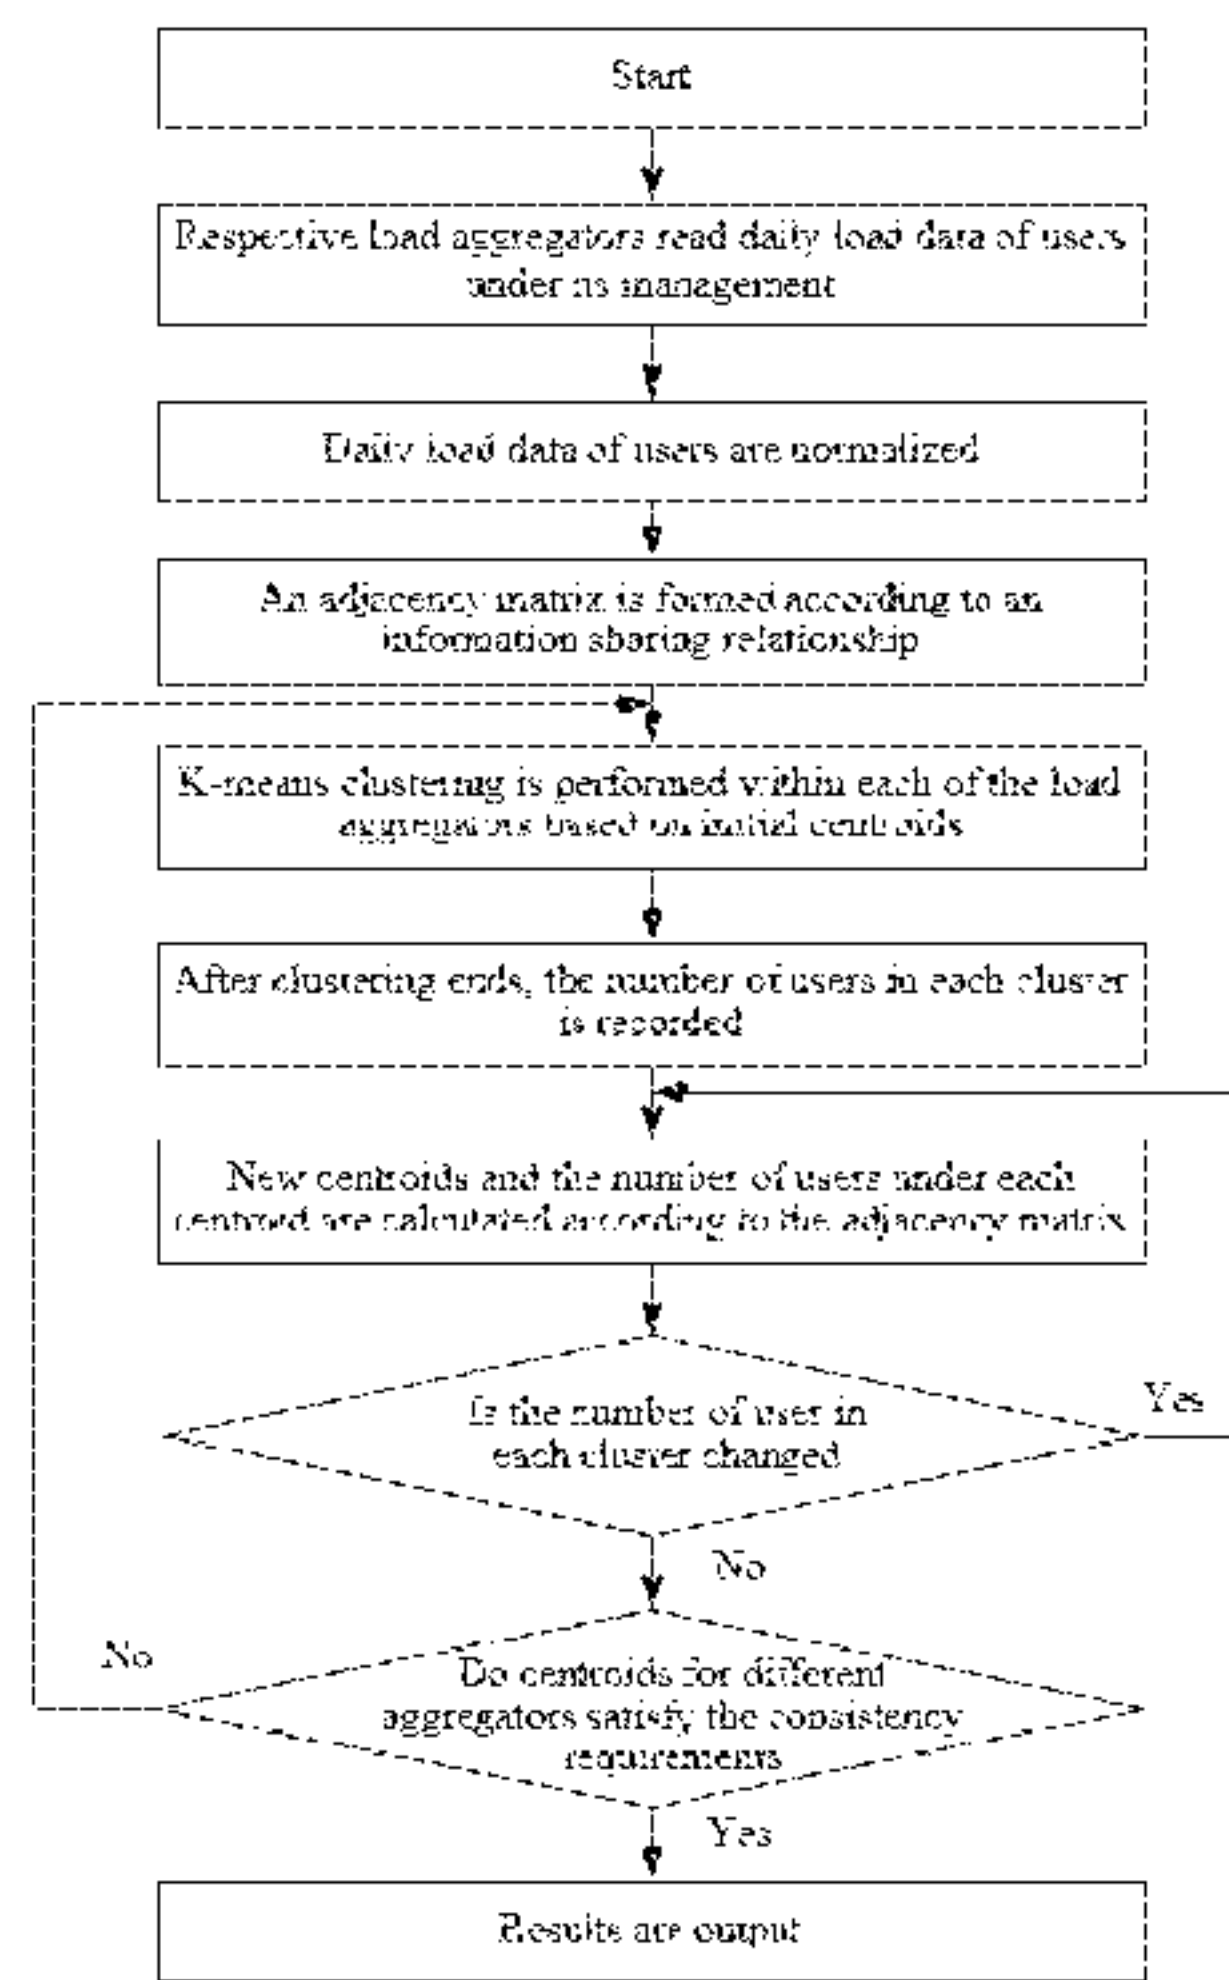 Start
Respective load aggregators read daily load data of users
under its management
Daily load data of users are normalized
An adjacency matrix is formed according to an
information sharing relationship
K-means clustering is performed within each of the load
aggregators based on initial centroids
After clustering ends, the number of users in each cluster
is recorded
New centroids and the number of users under each
centroid are calculated according to the adjacency matrix
Is the number of user in
each cluster changed
Yes
No
Do centroids for different
aggregators satisfy the consistency
requirements
No
Yes
Results are output